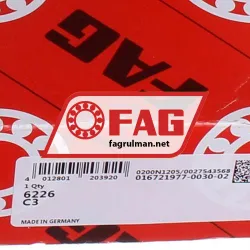 FAG
FAG
fagrulman.net
4 012801 203920
0200N1205/0027543568
016721977-0030-02
1 Qty
6226
C3
MADE IN GERMANY